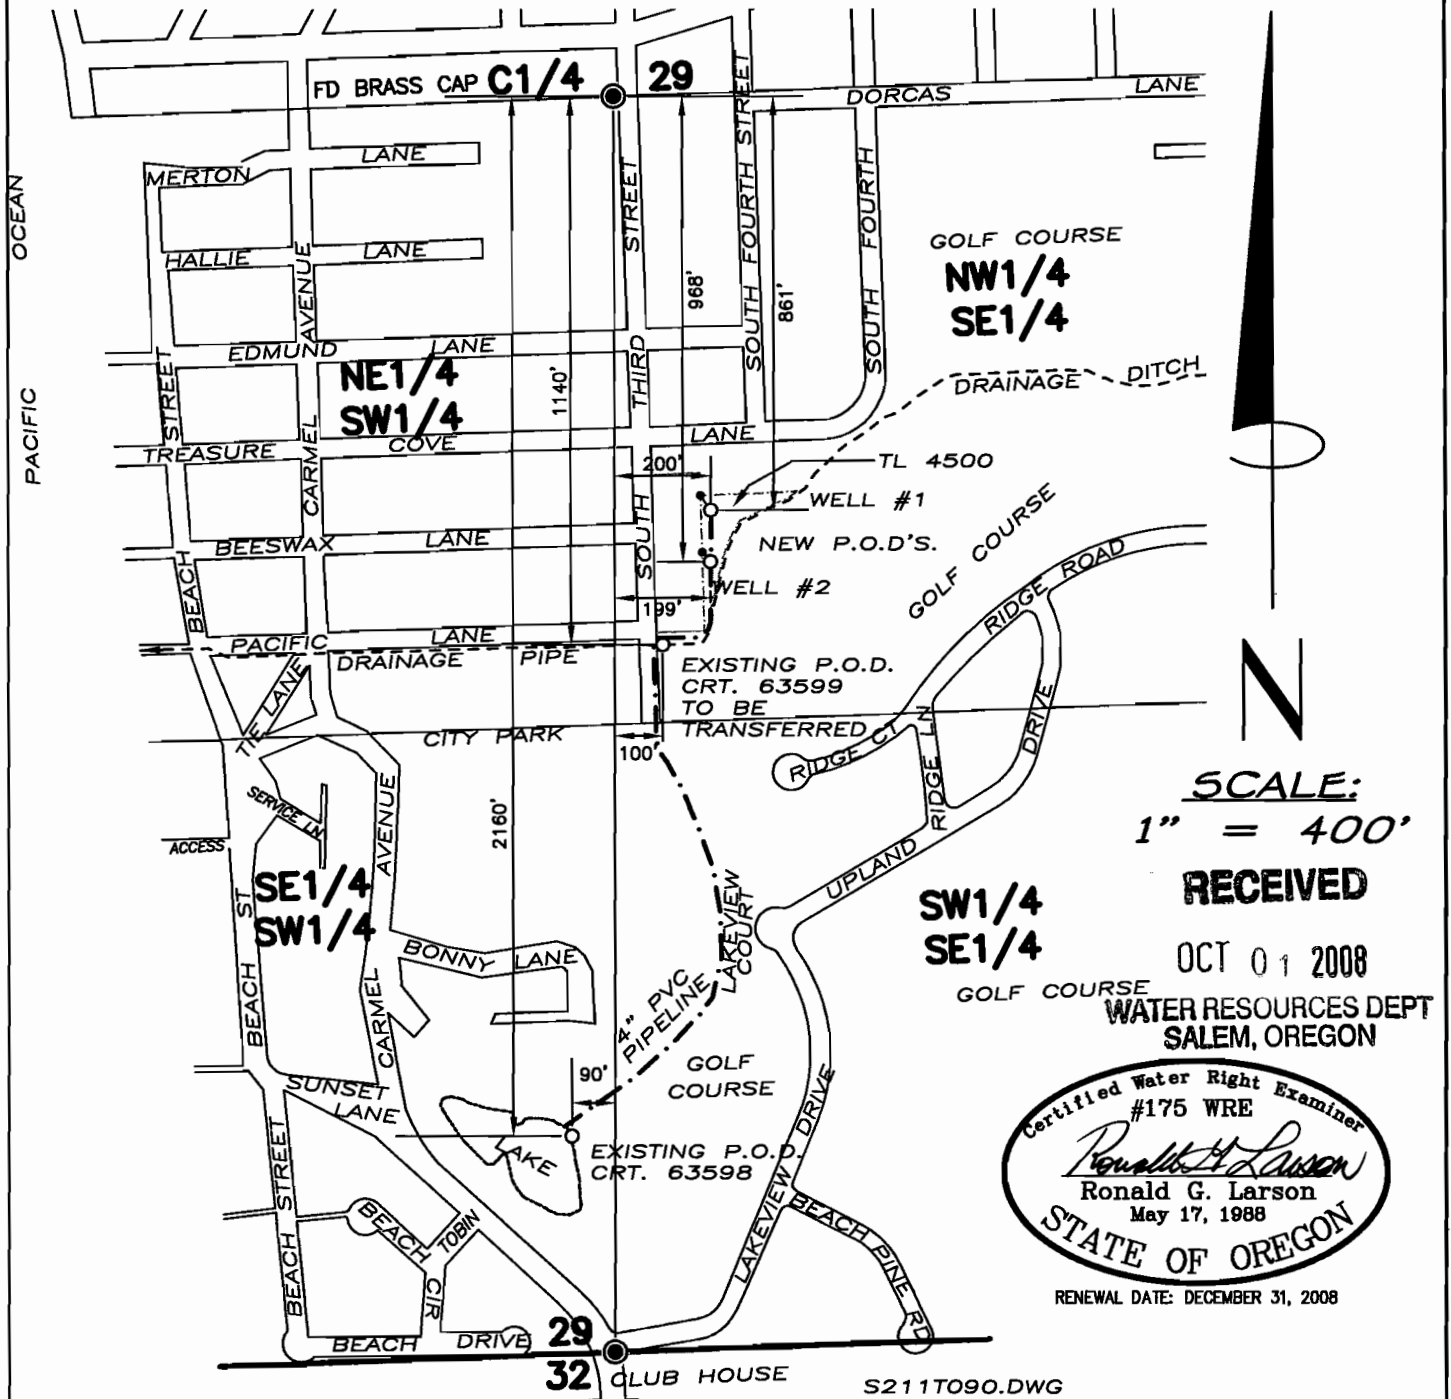 FD BRASS CAP C1/4 29
DORCAS LANE
PACIFIC OCEAN
MERTON LANE
HALLIE LANE
EDMUND LANE
TREASURE COVE LANE
BEESWAX LANE
PACIFIC LANE
DRAINAGE PIPE
BEACH STREET
CARMEL AVENUE
SOUTH THIRD STREET
SOUTH FOURTH STREET
SOUTH FOURTH
NE1/4
SW1/4
1140'
968'
861'
GOLF COURSE
NW1/4
SE1/4
DRAINAGE DITCH
200'
TL 4500
WELL #1
NEW P.O.D'S.
WELL #2
199'
GOLF COURSE
RIDGE ROAD
EXISTING P.O.D.
CRT. 63599
TO BE
TRANSFERRED
100'
CITY PARK
TIE LANE
SERVICE LN
ACCESS
2160'
RIDGE CT
RIDGE LN
DRIVE
UPLAND
N
SCALE:
1" = 400'
RECEIVED
OCT 01 2008
WATER RESOURCES DEPT
SALEM, OREGON
SE1/4
SW1/4
BEACH ST
CARMEL AVENUE
BONNY LANE
LAKEVIEW
COURT
4" PVC
PIPELINE
SW1/4
SE1/4
GOLF COURSE
GOLF
COURSE
90'
SUNSET
LANE
LAKE
EXISTING P.O.D.
CRT. 63598
LAKEVIEW DRIVE
BEACH PINE RD
BEACH STREET
BEACH CIR
TOBIN
BEACH DRIVE
29
32
CLUB HOUSE
S211T090.DWG
Certified Water Right Examiner
#175 WRE
Ronald G. Larson
Ronald G. Larson
May 17, 1988
STATE OF OREGON
RENEWAL DATE: DECEMBER 31, 2008